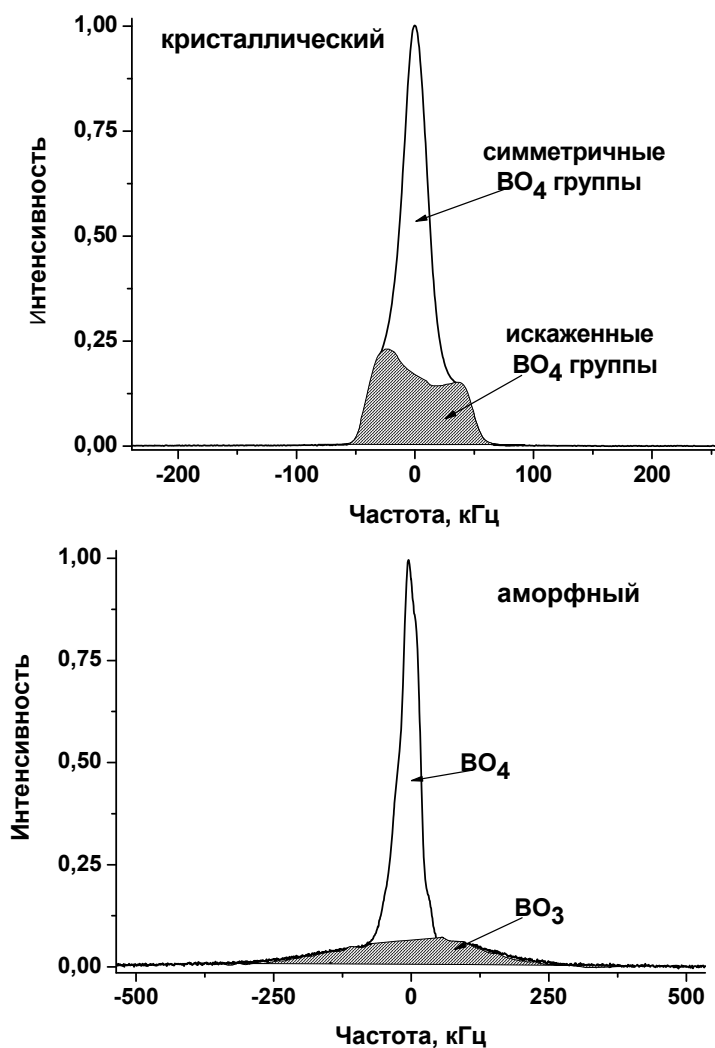 кристаллический
1,00
0,75
0,50
0,25
0,00
Интенсивность
симметричные
BO4 группы
искаженные
BO4 группы
-200
-100
0
100
200
Частота, кГц
аморфный
1,00
0,75
0,50
0,25
0,00
Интенсивность
BO4
BO3
-500
-250
0
250
500
Частота, кГц